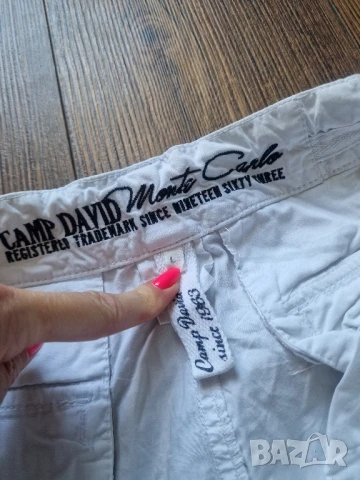 CAMP DAVID Monte Carlo
REGISTERED TRADEMARK SINCE NINETEEN SIXTY THREE
L
Camp David
since 1963
BAZAR